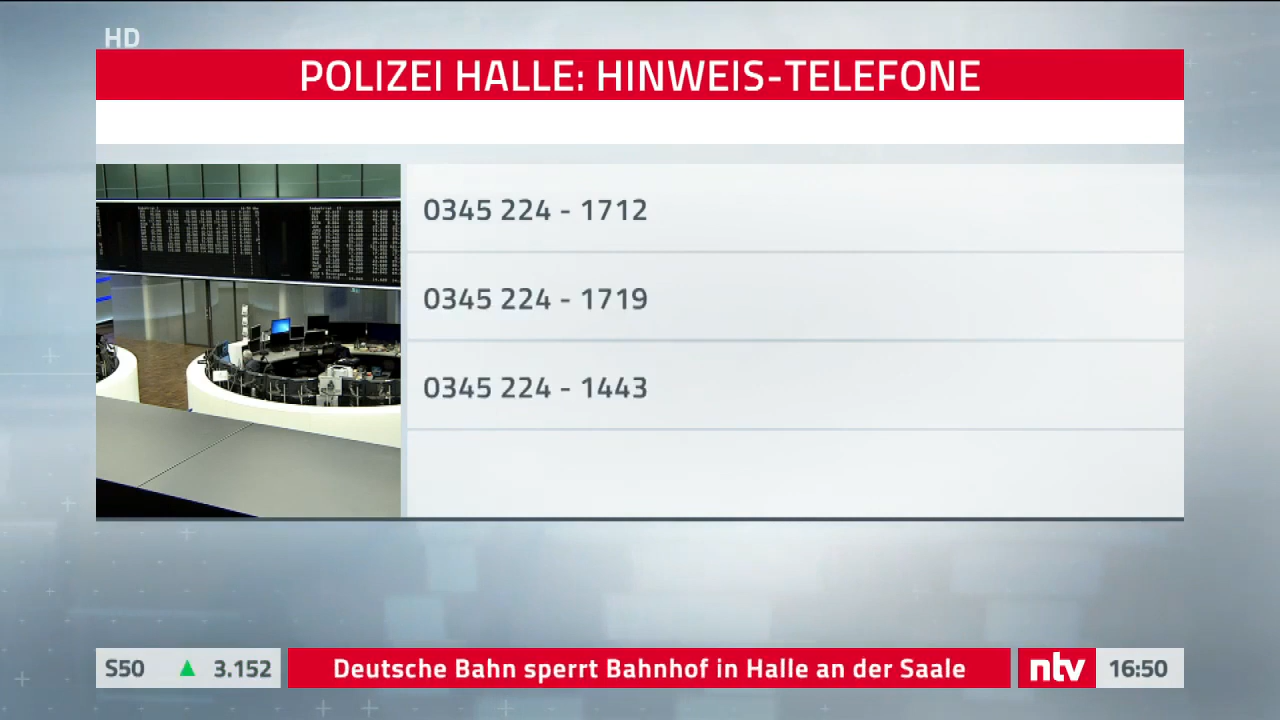 HD
POLIZEI HALLE: HINWEIS-TELEFONE
0345 224 - 1712
0345 224 - 1719
0345 224 - 1443
S50 ▲ 3.152
Deutsche Bahn sperrt Bahnhof in Halle an der Saale
ntv
16:50